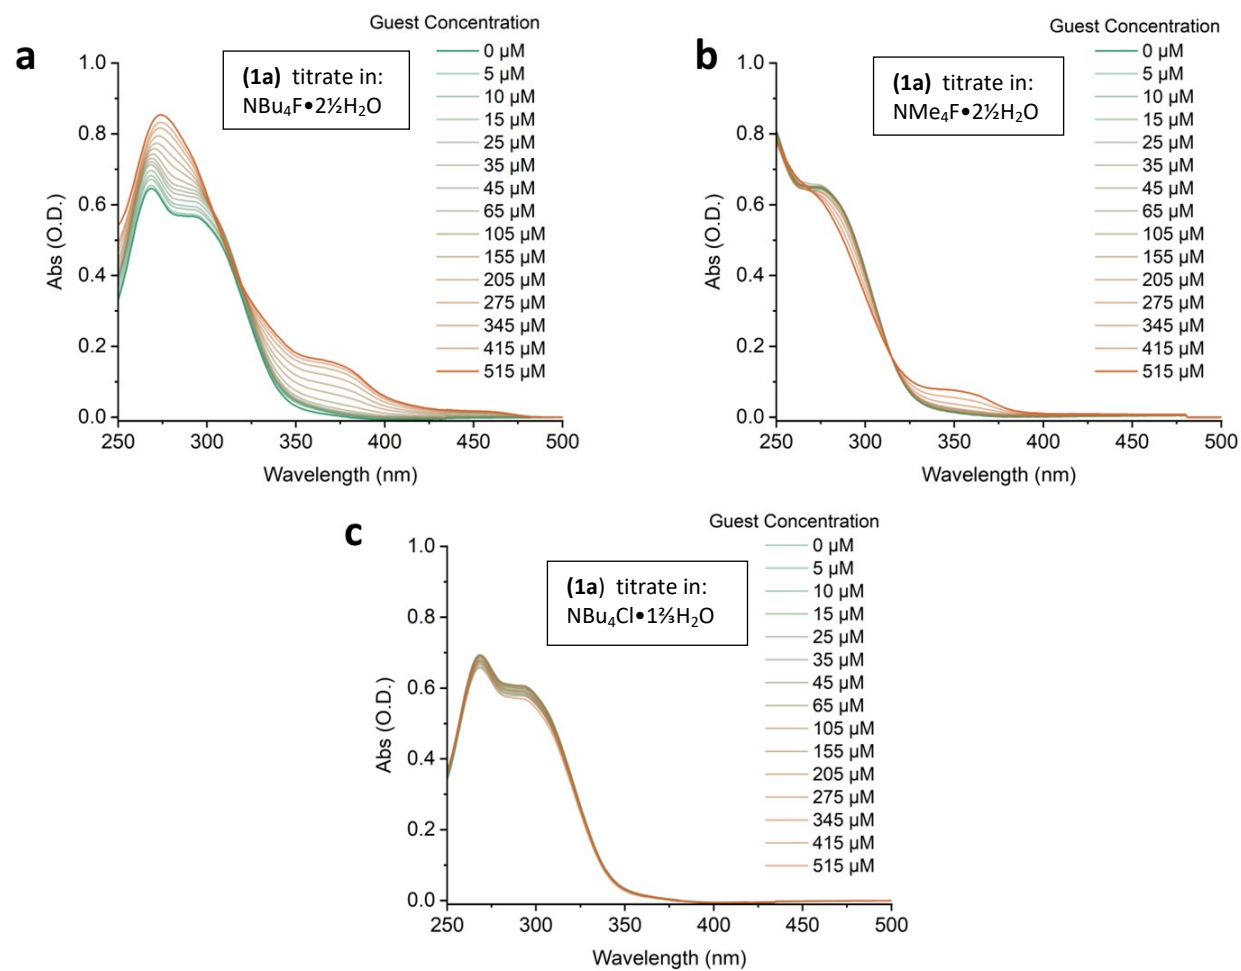 a
Guest Concentration
(1a) titrate in:
NBu₄F•2½H₂O
0 µM
5 µM
10 µM
15 µM
25 µM
35 µM
45 µM
65 µM
105 µM
155 µM
205 µM
275 µM
345 µM
415 µM
515 µM
Abs (O.D.)
1.0
0.8
0.6
0.4
0.2
0.0
250 300 350 400 450 500
Wavelength (nm)
b
Guest Concentration
(1a) titrate in:
NMe₄F•2½H₂O
0 µM
5 µM
10 µM
15 µM
25 µM
35 µM
45 µM
65 µM
105 µM
155 µM
205 µM
275 µM
345 µM
415 µM
515 µM
Abs (O.D.)
1.0
0.8
0.6
0.4
0.2
0.0
250 300 350 400 450 500
Wavelength (nm)
c
Guest Concentration
(1a) titrate in:
NBu₄Cl•1⅔H₂O
0 µM
5 µM
10 µM
15 µM
25 µM
35 µM
45 µM
65 µM
105 µM
155 µM
205 µM
275 µM
345 µM
415 µM
515 µM
Abs (O.D.)
1.0
0.8
0.6
0.4
0.2
0.0
250 300 350 400 450 500
Wavelength (nm)